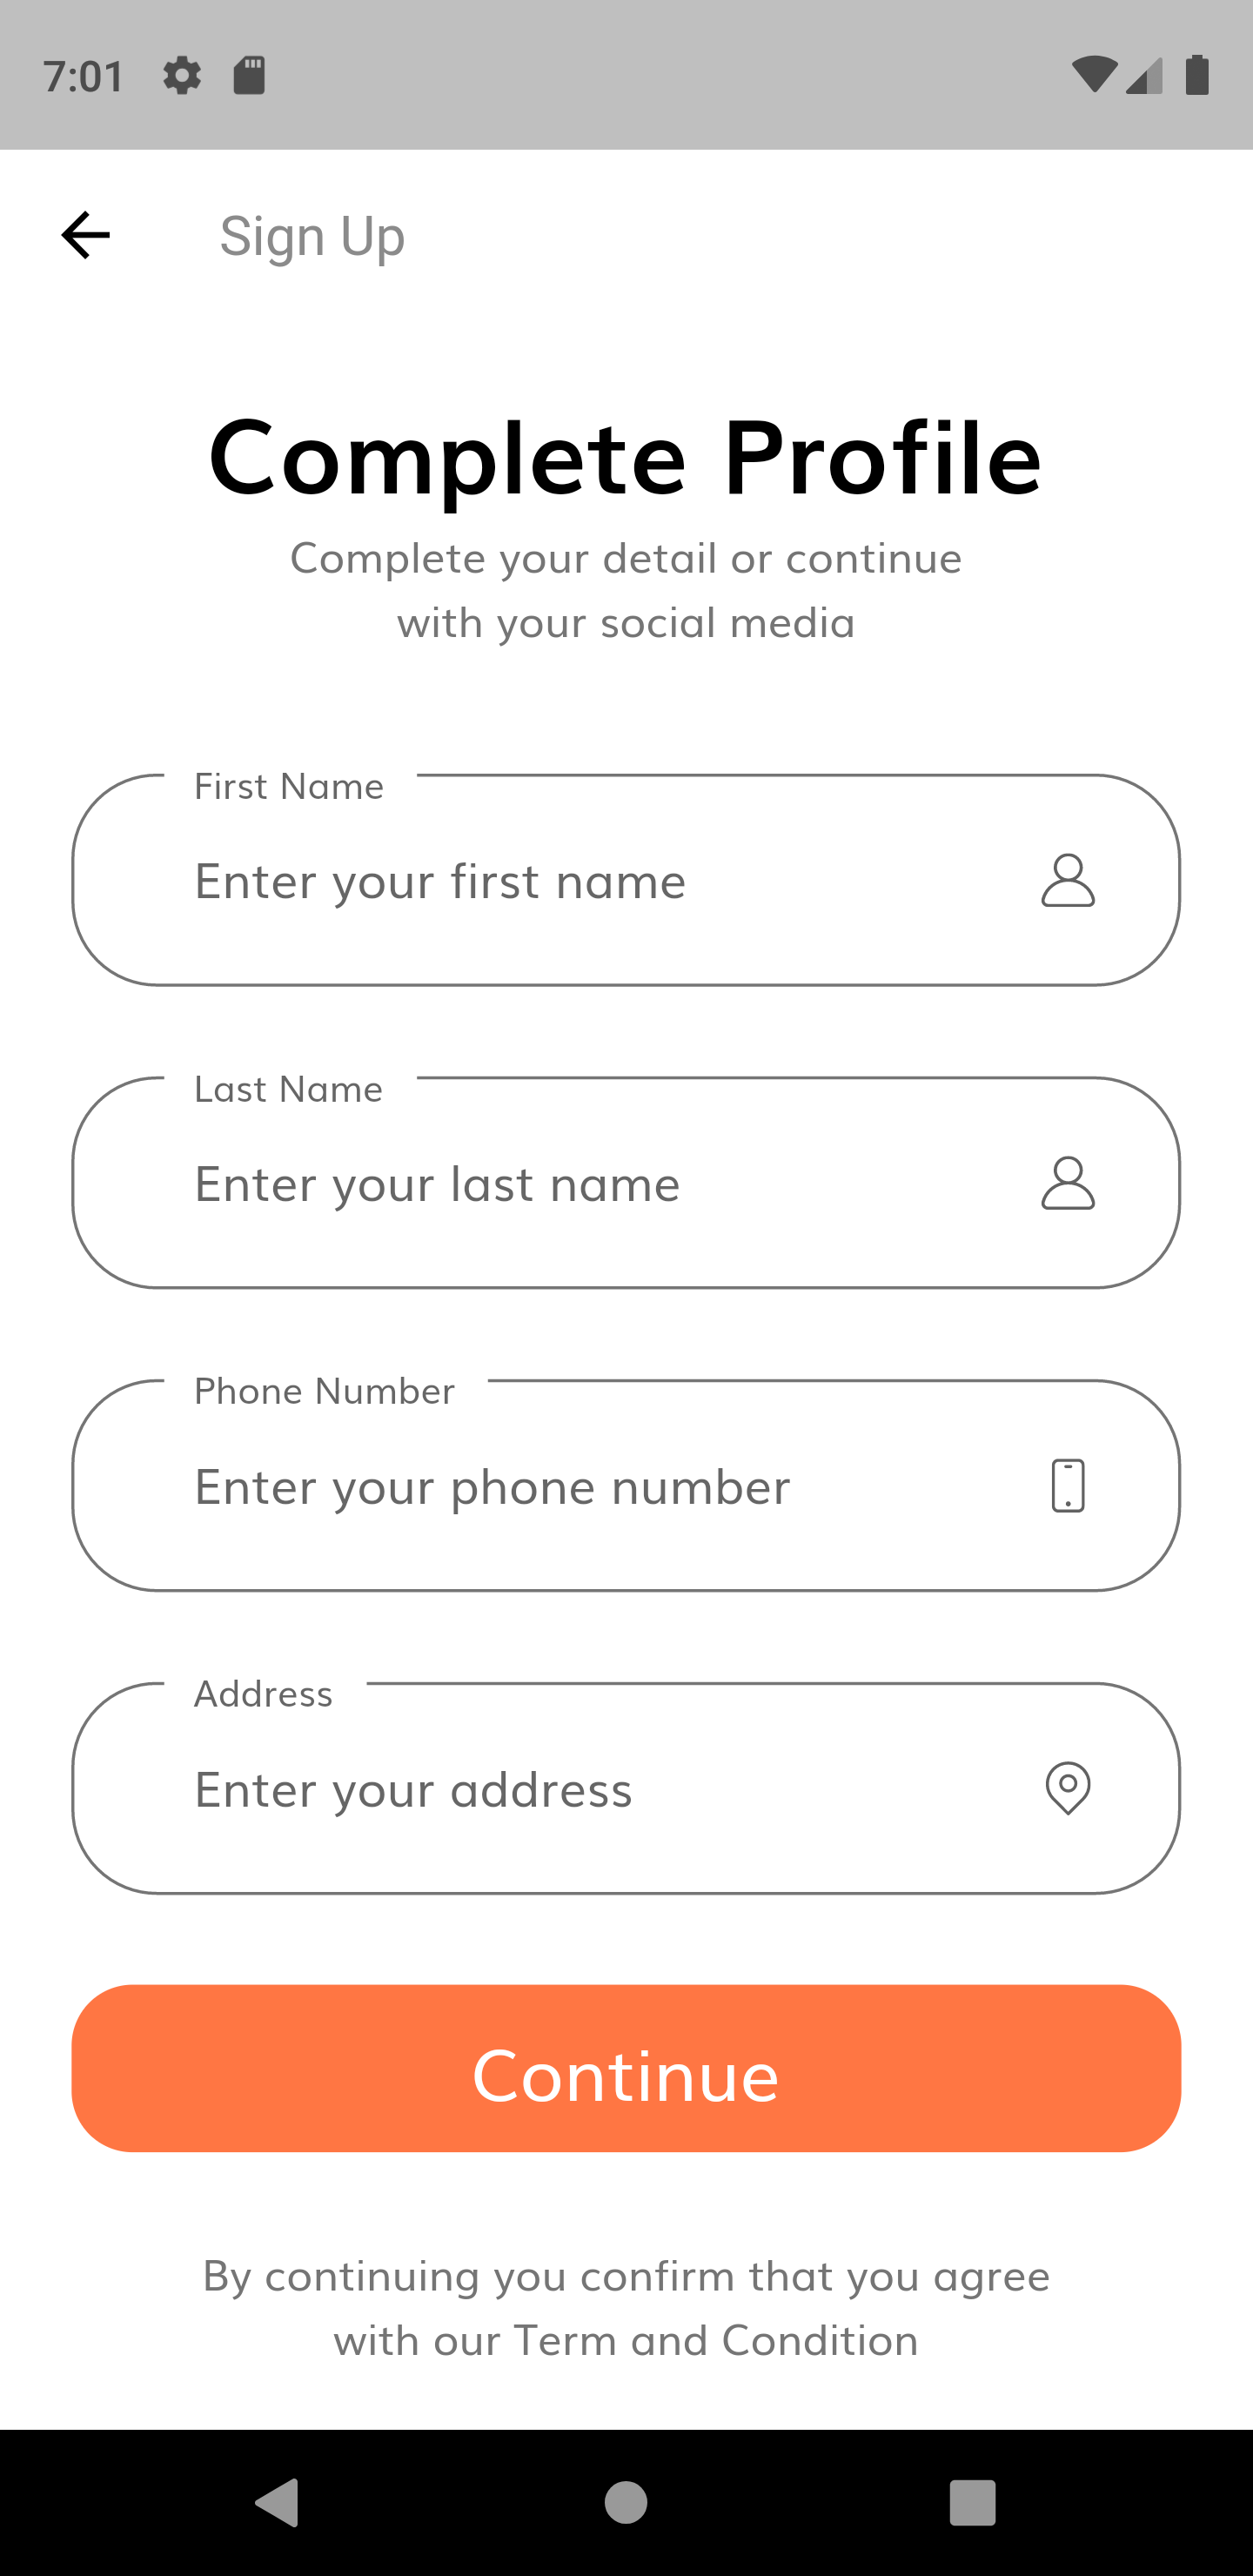 7:01
Sign Up
Complete Profile
Complete your detail or continue
with your social media
First Name
Enter your first name
Last Name
Enter your last name
Phone Number
Enter your phone number
Address
Enter your address
Continue
By continuing you confirm that you agree
with our Term and Condition